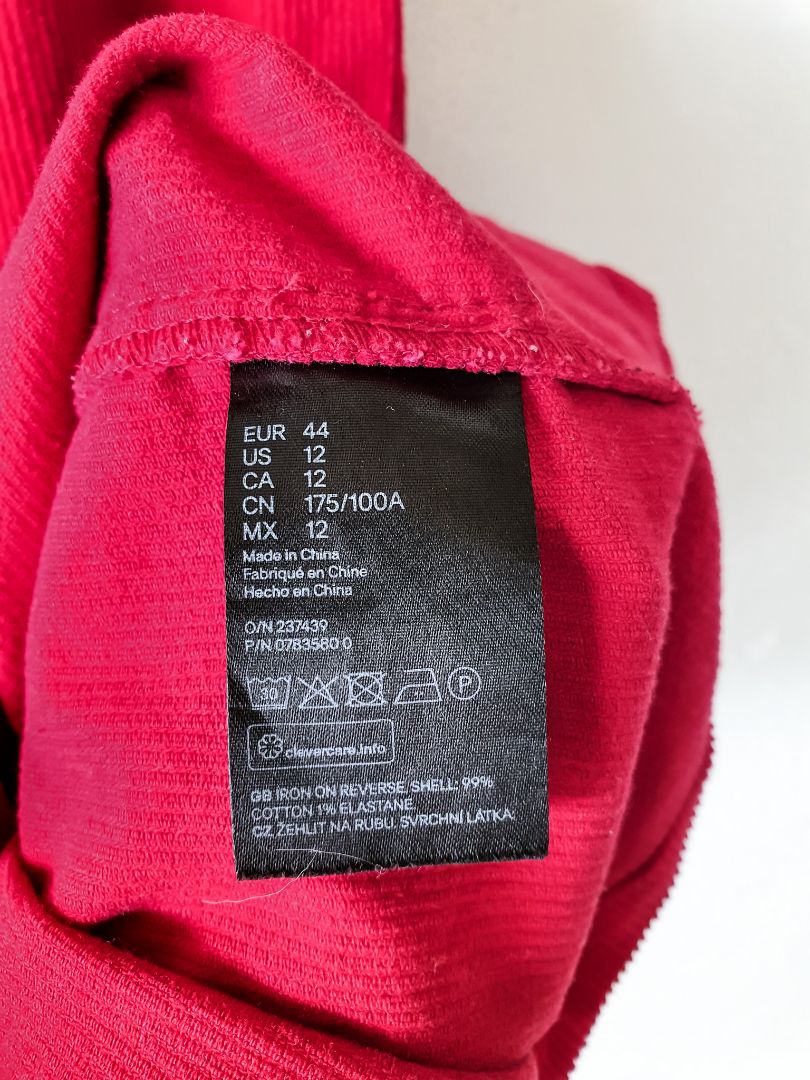 EUR 44
US 12
CA 12
CN 175/100A
MX 12
Made in China
Fabriqué en Chine
Hecho en China
O/N 237439
P/N 0783580 0
30
P
clevercare.info
GB IRON ON REVERSE. SHELL: 99%
COTTON 1% ELASTANE.
CZ ŽEHLIT NA RUBU. SVRCHNÍ LÁTKA: